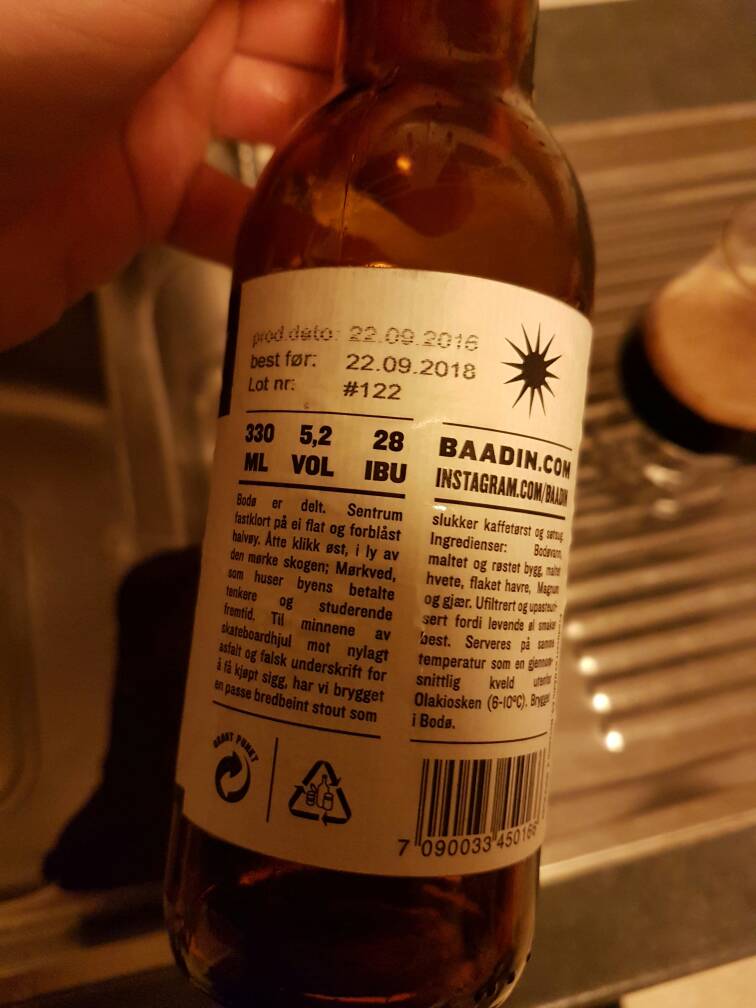 prod.dato: 22.09.2016
best før: 22.09.2018
Lot nr: #122
330 5,2 28
ML VOL IBU
Bodø er delt. Sentrum
fastklort på ei flat og forblåst
halvøy. Åtte klikk øst, i ly av
den mørke skogen; Mørkved,
som huser byens betalte
tenkere og studerende
fremtid. Til minnene av
skateboardhjul mot nylagt
asfalt og falsk underskrift for
å få kjøpt sigg, har vi brygget
en passe bredbeint stout som
BAADIN.COM
INSTAGRAM.COM/BAADIN
slukker kaffetørst og søtsug.
Ingredienser: Bodøvann,
maltet og røstet bygg, maltet
hvete, flaket havre, Magnum
og gjær. Ufiltrert og upasteuri-
sert fordi levende øl smaker
best. Serveres på samme
temperatur som en gjennom-
snittlig kveld utenfor
Olakiosken (6-10°C). Brygget
i Bodø.
GRØNT PUNKT
7 090033 450166